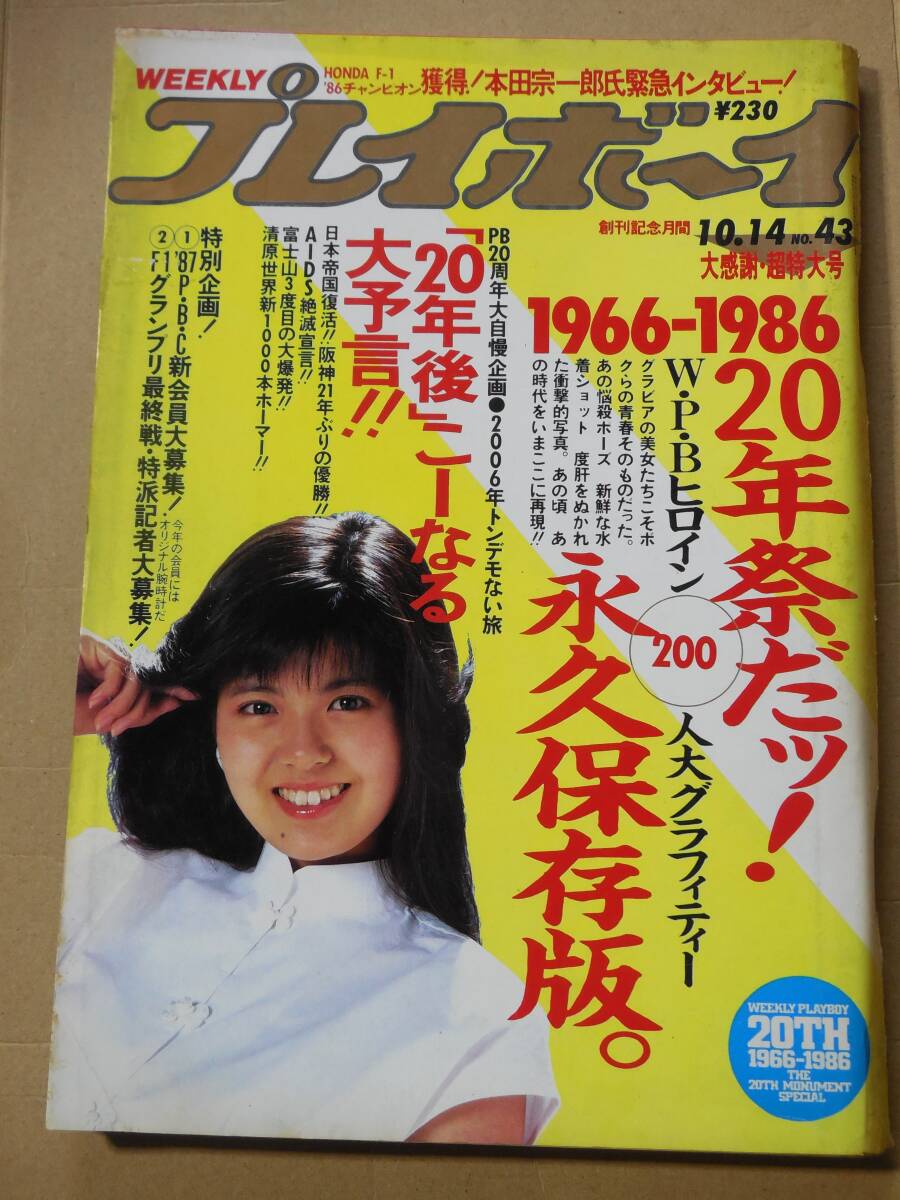 WEEKLY
HONDA F-1
'86チャンピオン獲得!本田宗一郎氏緊急インタビュー!
プレイボーイ
¥230
創刊記念月間
10.14 NO.43
大感謝・超特大号
1966-1986
20年祭だッ!
W・P・Bヒロイン
200
人大グラフィティー
グラビアの美女たちこそボ
クらの青春そのものだった。
あの悩殺ポーズ 新鮮な水
着ショット 度肝をぬかれ
た衝撃的写真。あの頃 あ
の時代をいまここに再現!!
永久保存版。
PB20周年大自慢企画●2006年トンデモない旅
「20年後」こーなる
大予言!!
日本帝国復活!!阪神21年ぶりの優勝!!
AIDS絶滅宣言!!
富士山3度目の大爆発!!
清原世界新1000本ホーマー!!
特別企画!
①'87P・B・C新会員大募集!
今年の会員には
オリジナル腕時計だ
②F1グランプリ最終戦・特派記者大募集!
WEEKLY PLAYBOY
20TH
1966-1986
THE
20TH MONUMENT
SPECIAL